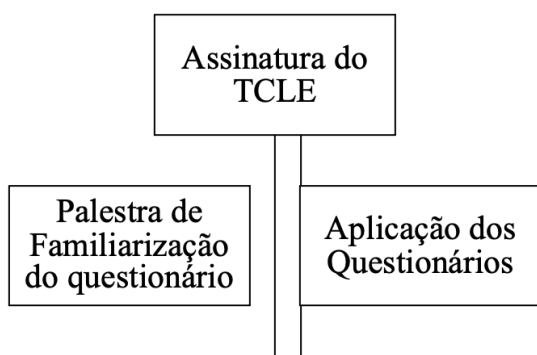 Assinatura do
TCLE
Palestra de
Familiarização
do questionário
Aplicação dos
Questionários